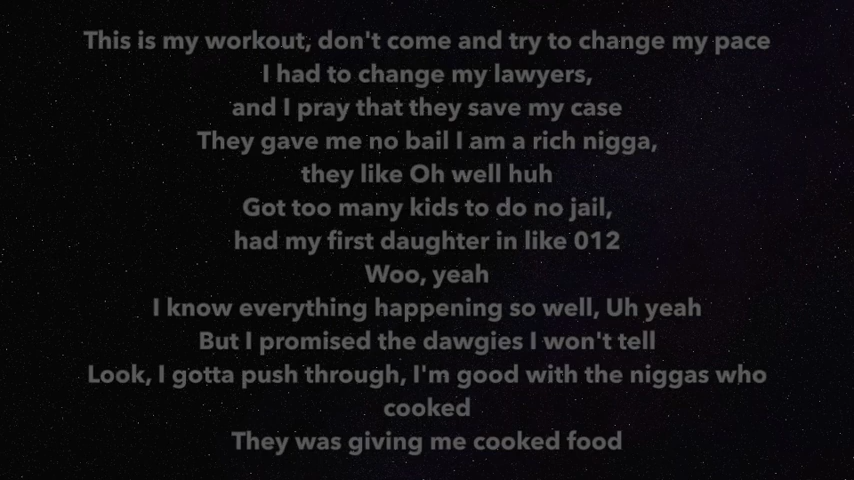 This is my workout, don't come and try to change my pace
I had to change my lawyers,
and I pray that they save my case
They gave me no bail I am a rich nigga,
they like Oh well huh
Got too many kids to do no jail,
had my first daughter in like 012
Woo, yeah
I know everything happening so well, Uh yeah
But I promised the dawgies I won't tell
Look, I gotta push through, I'm good with the niggas who
cooked
They was giving me cooked food